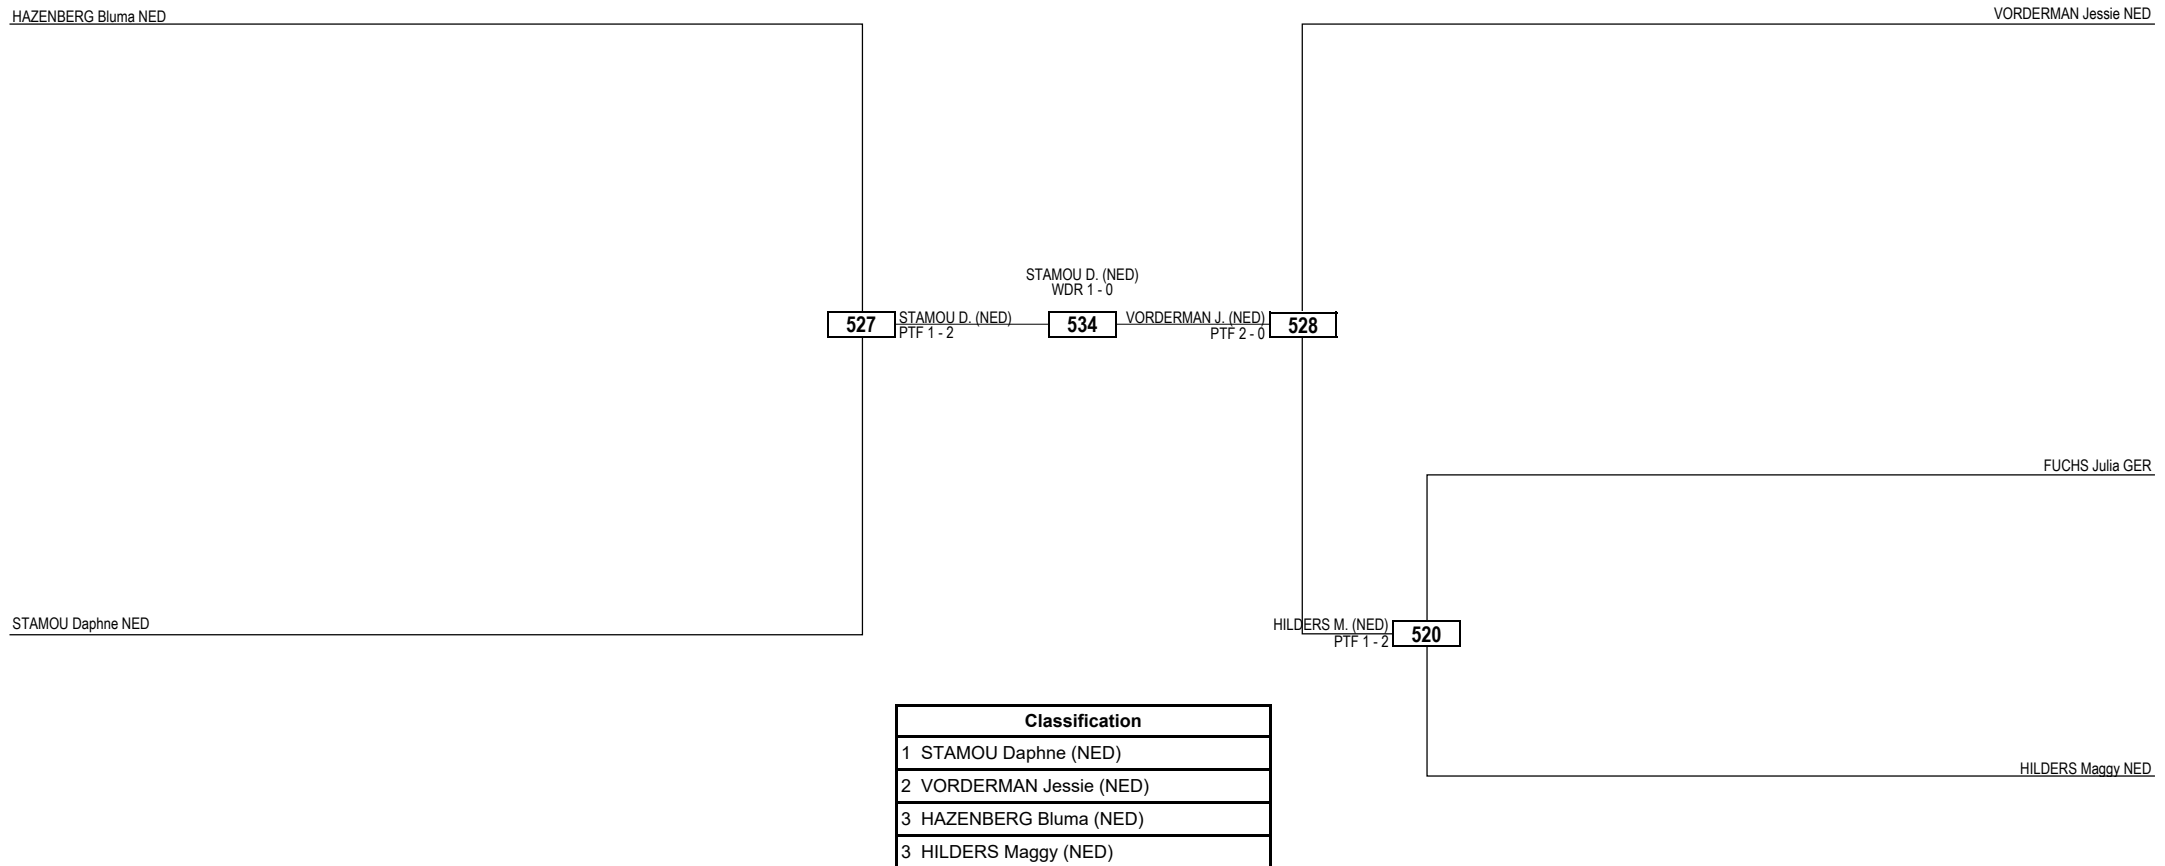 HAZENBERG Bluma NED
VORDERMAN Jessie NED
STAMOU D. (NED)
WDR 1 - 0
527
STAMOU D. (NED)
PTF 1 - 2
534
VORDERMAN J. (NED)
PTF 2 - 0
528
FUCHS Julia GER
STAMOU Daphne NED
HILDERS M. (NED)
PTF 1 - 2
520
HILDERS Maggy NED
Classification
1 STAMOU Daphne (NED)
2 VORDERMAN Jessie (NED)
3 HAZENBERG Bluma (NED)
3 HILDERS Maggy (NED)